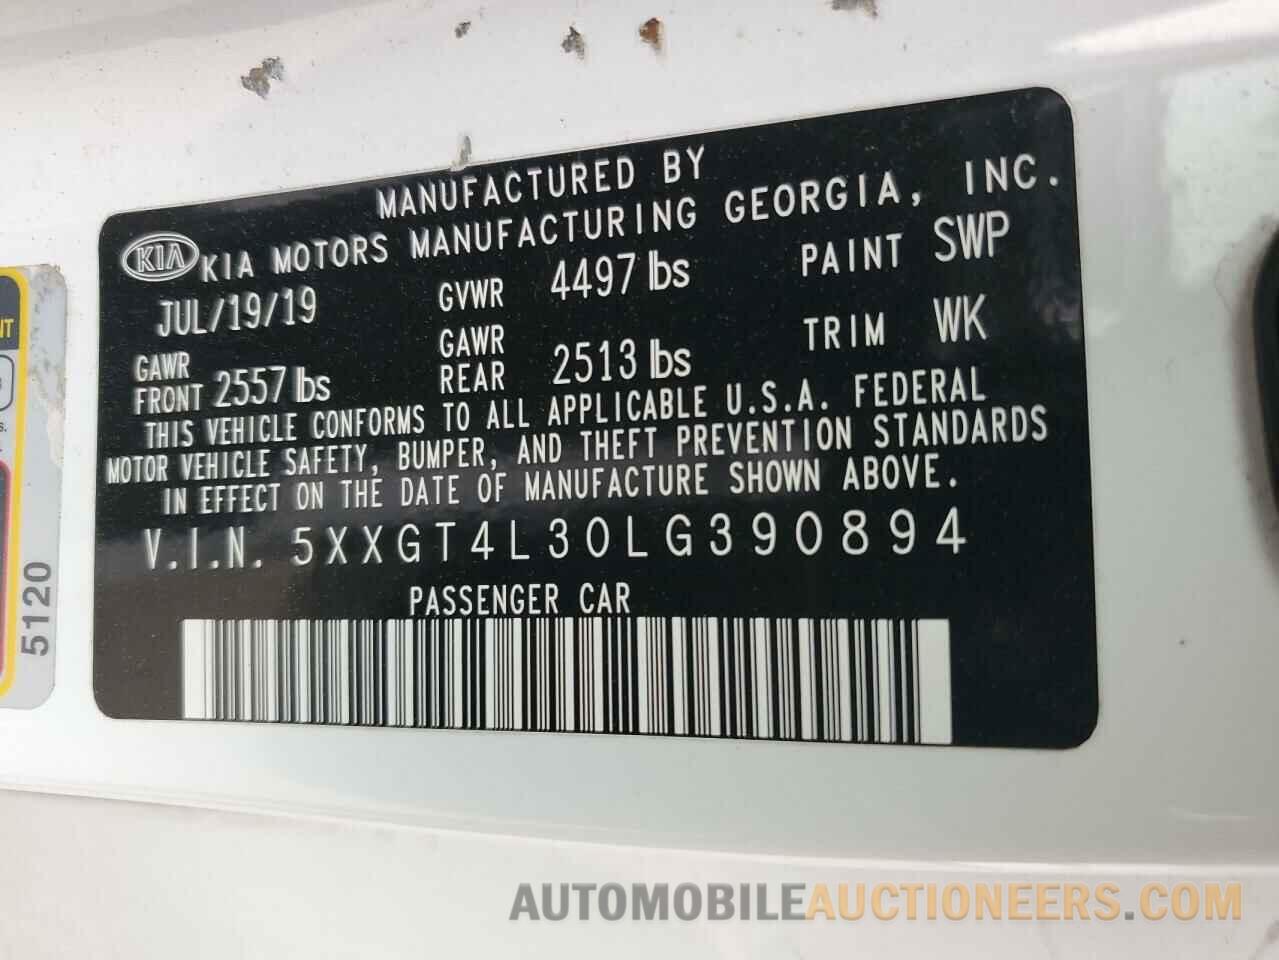 MANUFACTURED BY
KIA KIA MOTORS MANUFACTURING GEORGIA, INC.
JUL/19/19 GVWR 4497 lbs PAINT SWP
GAWR FRONT 2557 lbs GAWR REAR 2513 lbs TRIM WK
THIS VEHICLE CONFORMS TO ALL APPLICABLE U.S.A. FEDERAL
MOTOR VEHICLE SAFETY, BUMPER, AND THEFT PREVENTION STANDARDS
IN EFFECT ON THE DATE OF MANUFACTURE SHOWN ABOVE.
V.I.N. 5XXGT4L30LG390894
PASSENGER CAR
5120
AUTOMOBILEAUCTIONEERS.COM